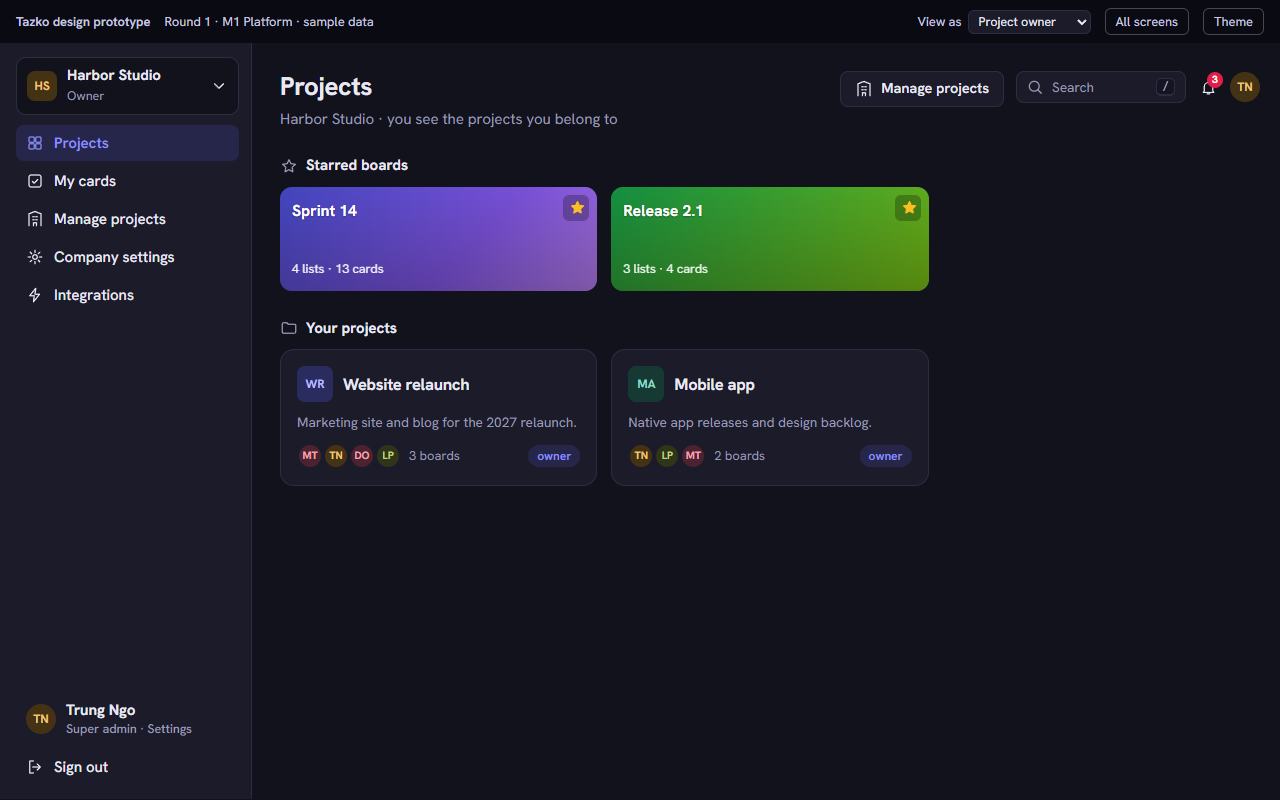 Tazko design prototype Round 1 · M1 Platform · sample data View as Project owner All screens Theme
HS Harbor Studio
Owner
Projects
My cards
Manage projects
Company settings
Integrations
TN Trung Ngo
Super admin · Settings
Sign out
Projects
Harbor Studio · you see the projects you belong to
Manage projects Search / 3 TN
Starred boards
Sprint 14
4 lists · 13 cards
Release 2.1
3 lists · 4 cards
Your projects
WR Website relaunch
Marketing site and blog for the 2027 relaunch.
MT TN DO LP 3 boards owner
MA Mobile app
Native app releases and design backlog.
TN LP MT 2 boards owner